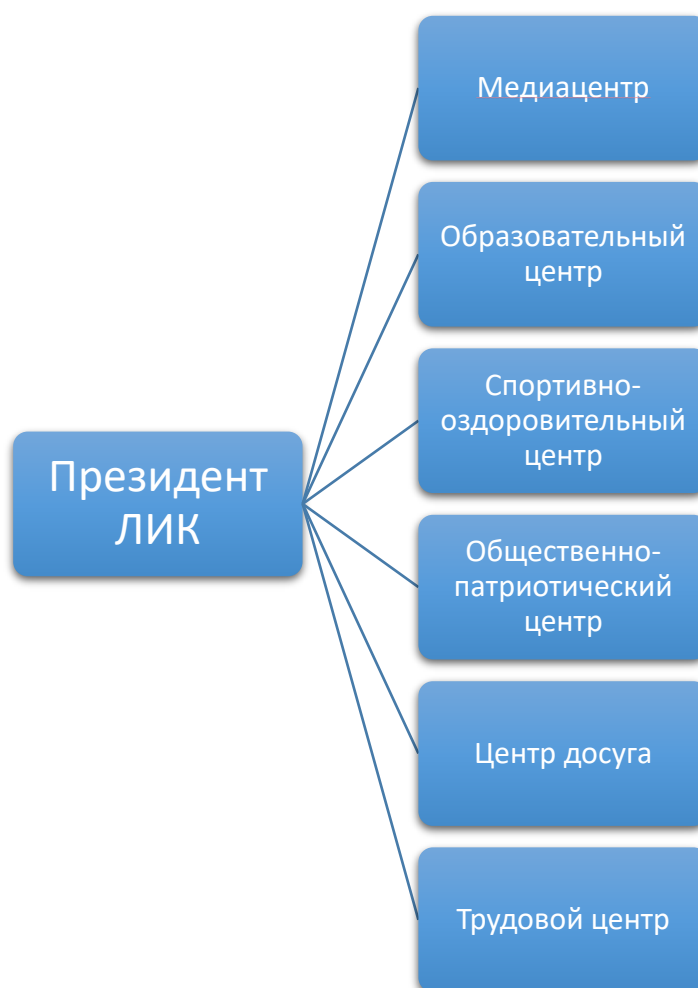 Медиацентр
Образовательный
центр
Спортивно-
оздоровительный
центр
Президент
ЛИК
Общественно-
патриотический
центр
Центр досуга
Трудовой центр